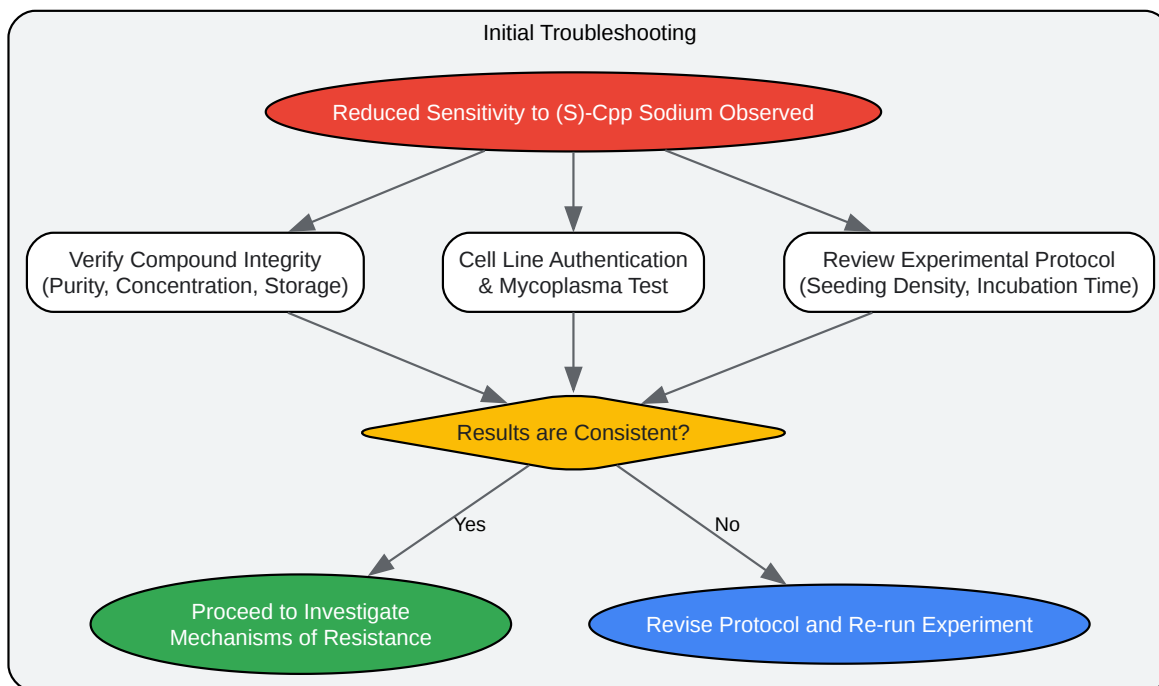 Initial Troubleshooting
Reduced Sensitivity to (S)-Cpp Sodium Observed
Verify Compound Integrity
(Purity, Concentration, Storage)
Cell Line Authentication
& Mycoplasma Test
Review Experimental Protocol
(Seeding Density, Incubation Time)
Results are Consistent?
Yes
No
Proceed to Investigate
Mechanisms of Resistance
Revise Protocol and Re-run Experiment